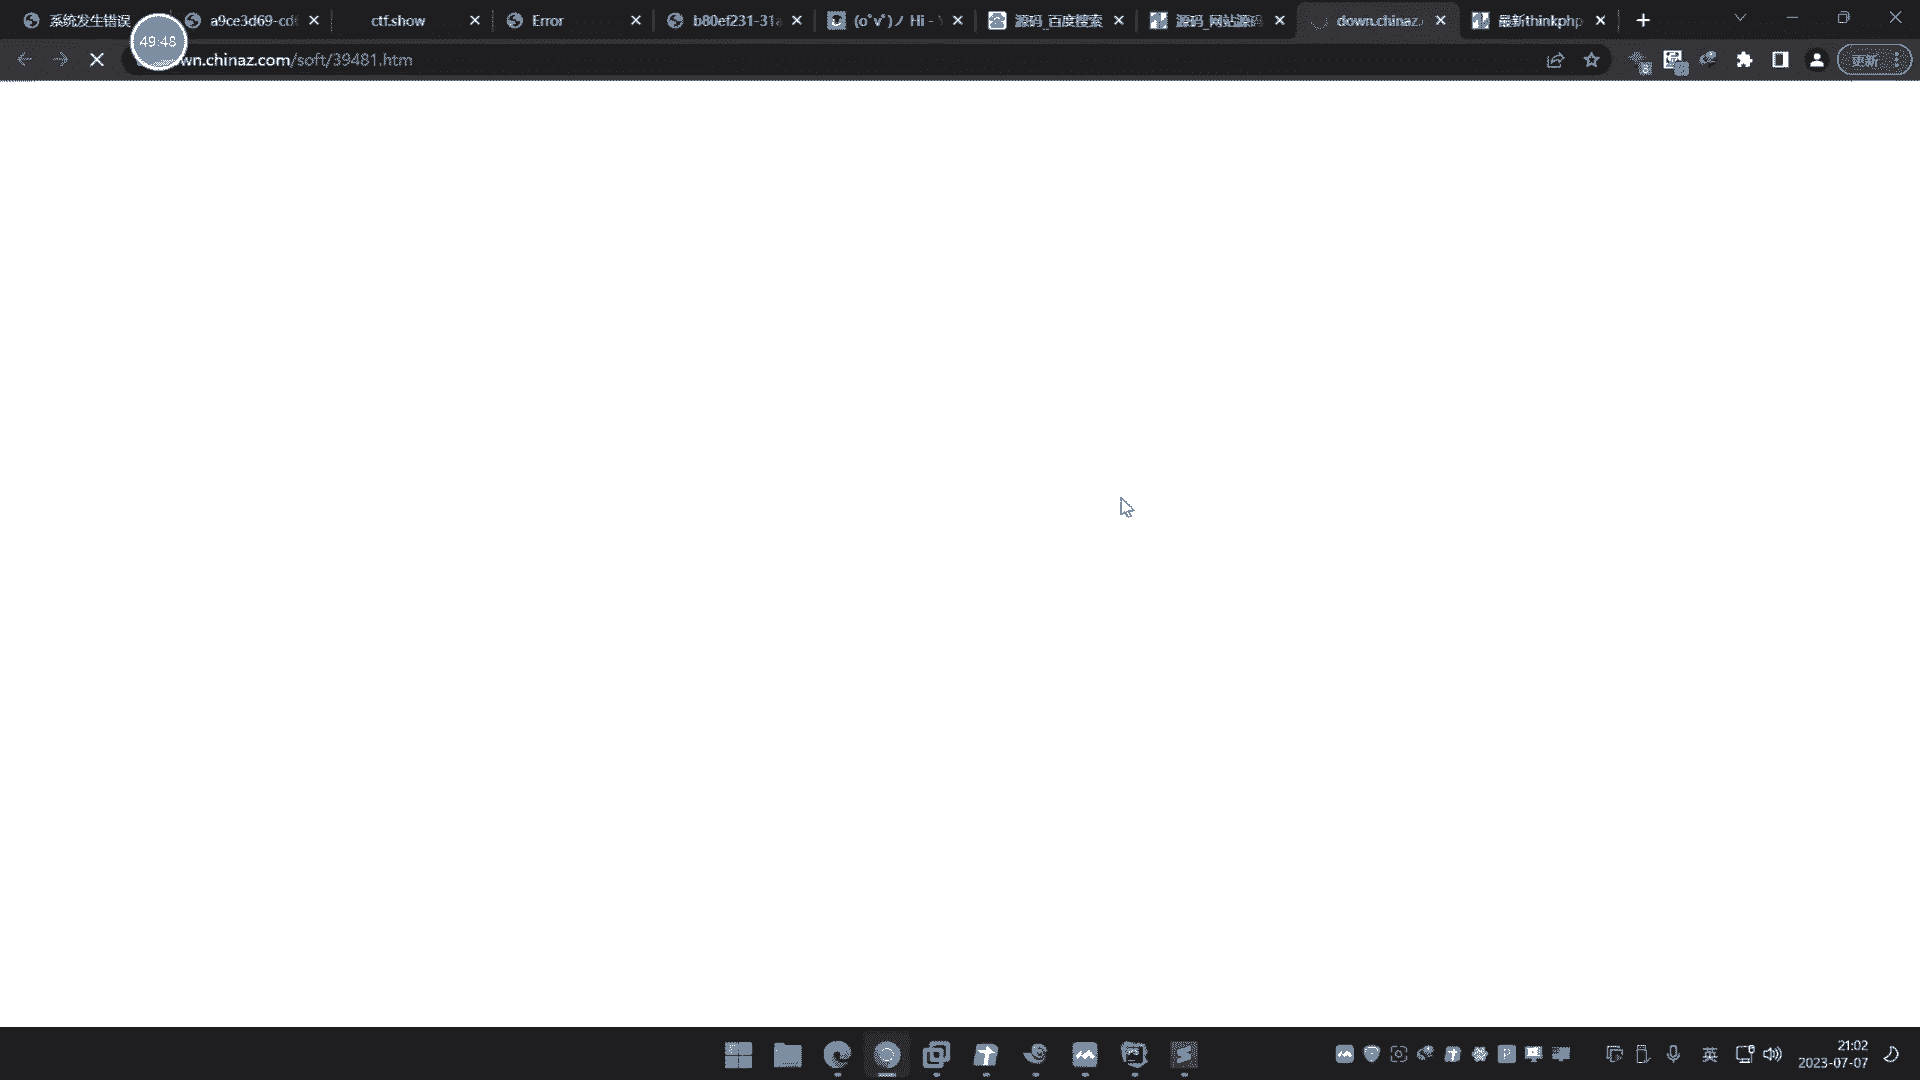 系统发生错误
a9ce3d69-cd
ctf.show
Error
b80ef231-31
(o゚v゚)ノ Hi -
源码_百度搜索
源码_网站源码
down.chinaz.
最新thinkphp
49:48
wn.chinaz.com/soft/39481.htm
更新
英
21:02
2023-07-07